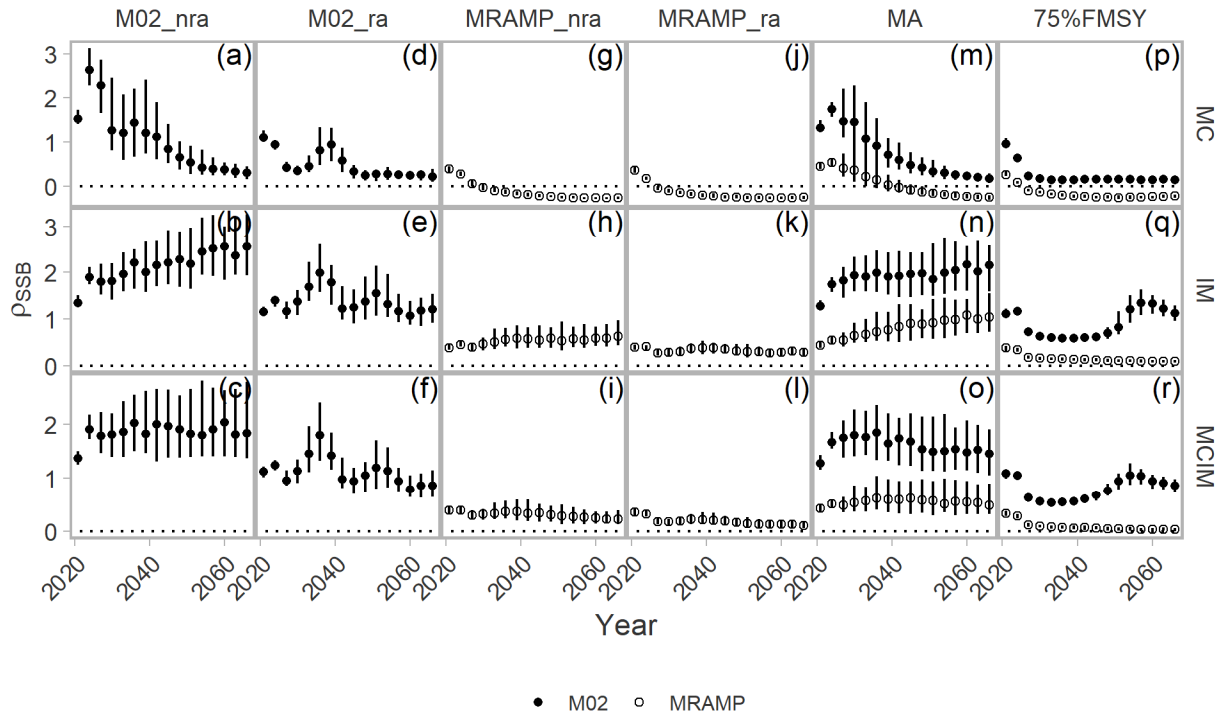 M02_nra M02_ra MRAMP_nra MRAMP_ra MA 75%FMSY
(a) (d) (g) (j) (m) (p)
3
2
1
0
MC
(b) (e) (h) (k) (n) (q)
3
2
1
0
IM
ρSSB
(c) (f) (i) (l) (o) (r)
2
1
0
MCIM
2020 2040 2060 2020 2040 2060 2020 2040 2060 2020 2040 2060 2020 2040 2060 2020 2040 2060
Year
M02 MRAMP